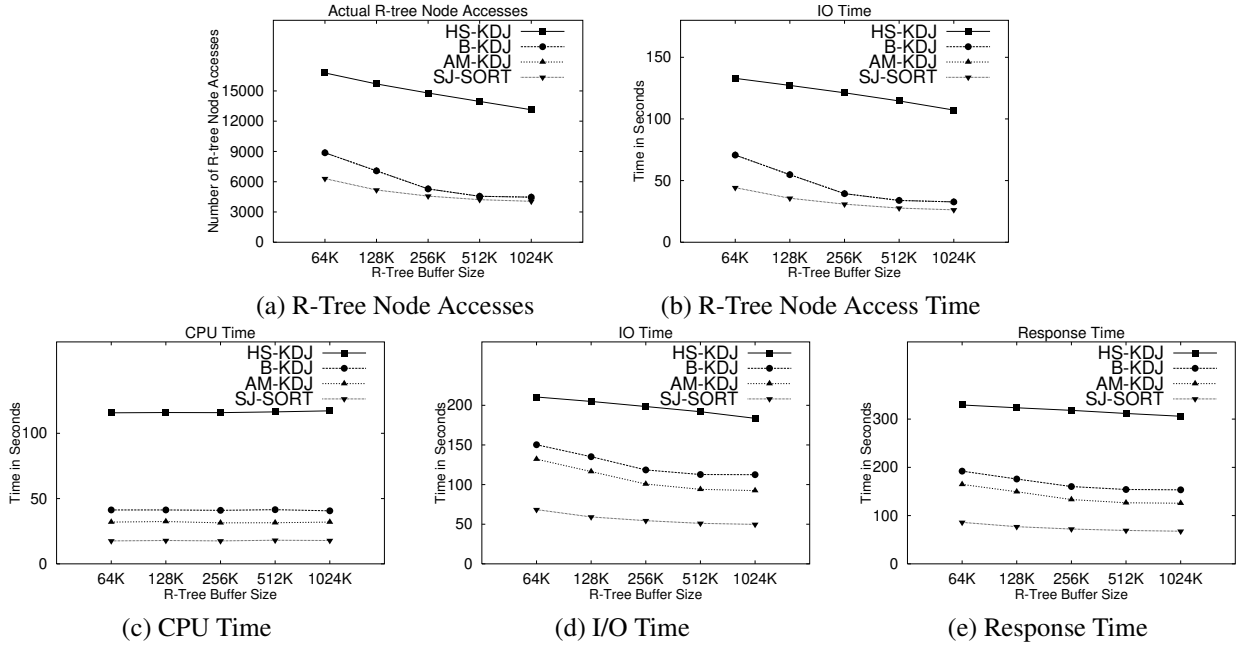 Actual R-tree Node Accesses
HS-KDJ
B-KDJ
AM-KDJ
SJ-SORT
Number of R-tree Node Accesses
15000
12000
9000
6000
3000
0
64K 128K 256K 512K 1024K
R-Tree Buffer Size
(a) R-Tree Node Accesses
IO Time
HS-KDJ
B-KDJ
AM-KDJ
SJ-SORT
Time in Seconds
150
100
50
0
64K 128K 256K 512K 1024K
R-Tree Buffer Size
(b) R-Tree Node Access Time
CPU Time
HS-KDJ
B-KDJ
AM-KDJ
SJ-SORT
Time in Seconds
100
50
0
64K 128K 256K 512K 1024K
R-Tree Buffer Size
(c) CPU Time
IO Time
HS-KDJ
B-KDJ
AM-KDJ
SJ-SORT
Time in Seconds
200
150
100
50
0
64K 128K 256K 512K 1024K
R-Tree Buffer Size
(d) I/O Time
Response Time
HS-KDJ
B-KDJ
AM-KDJ
SJ-SORT
Time in Seconds
300
200
100
0
64K 128K 256K 512K 1024K
R-Tree Buffer Size
(e) Response Time